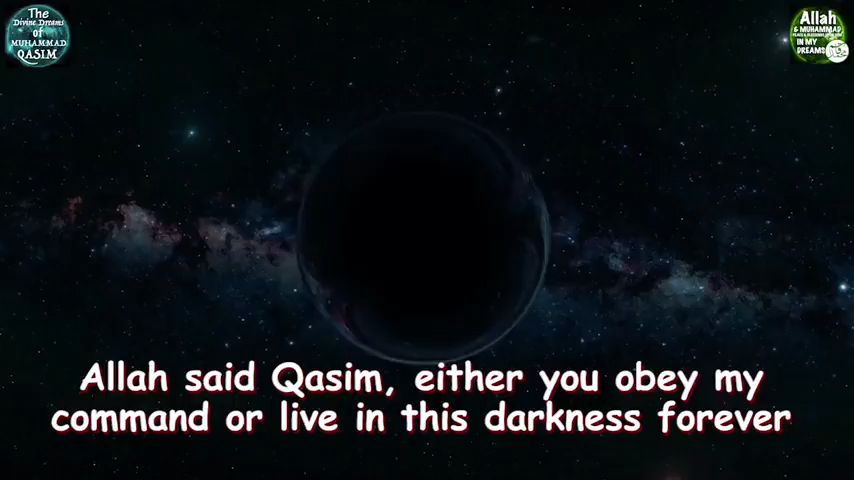 The
Divine Dreams
of
MUHAMMAD
QASIM
Allah
& MUHAMMAD
IN MY
DREAMS
Allah said Qasim, either you obey my
command or live in this darkness forever